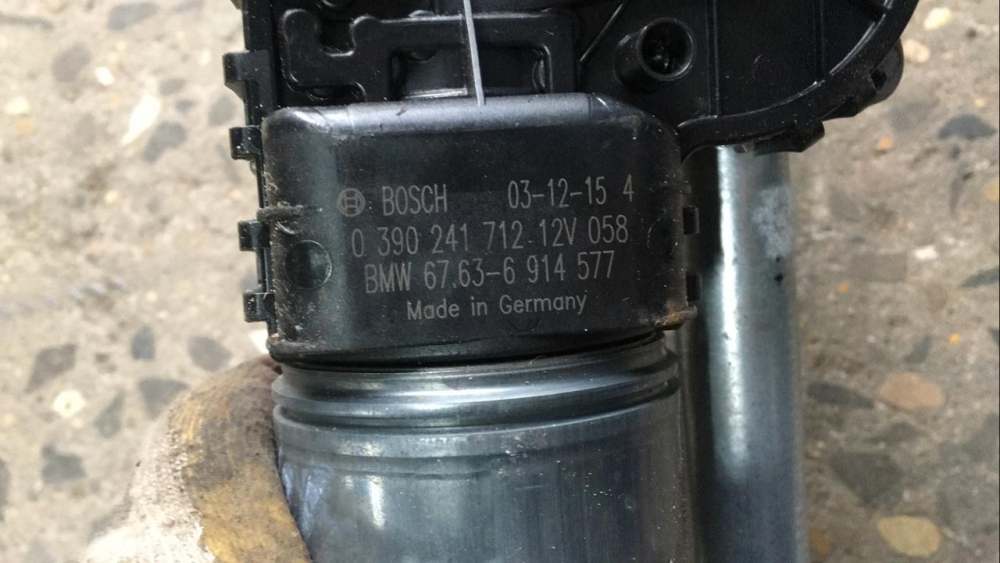 BOSCH 03-12-15 4
0 390 241 712 12V 058
BMW 67.63-6 914 577
Made in Germany